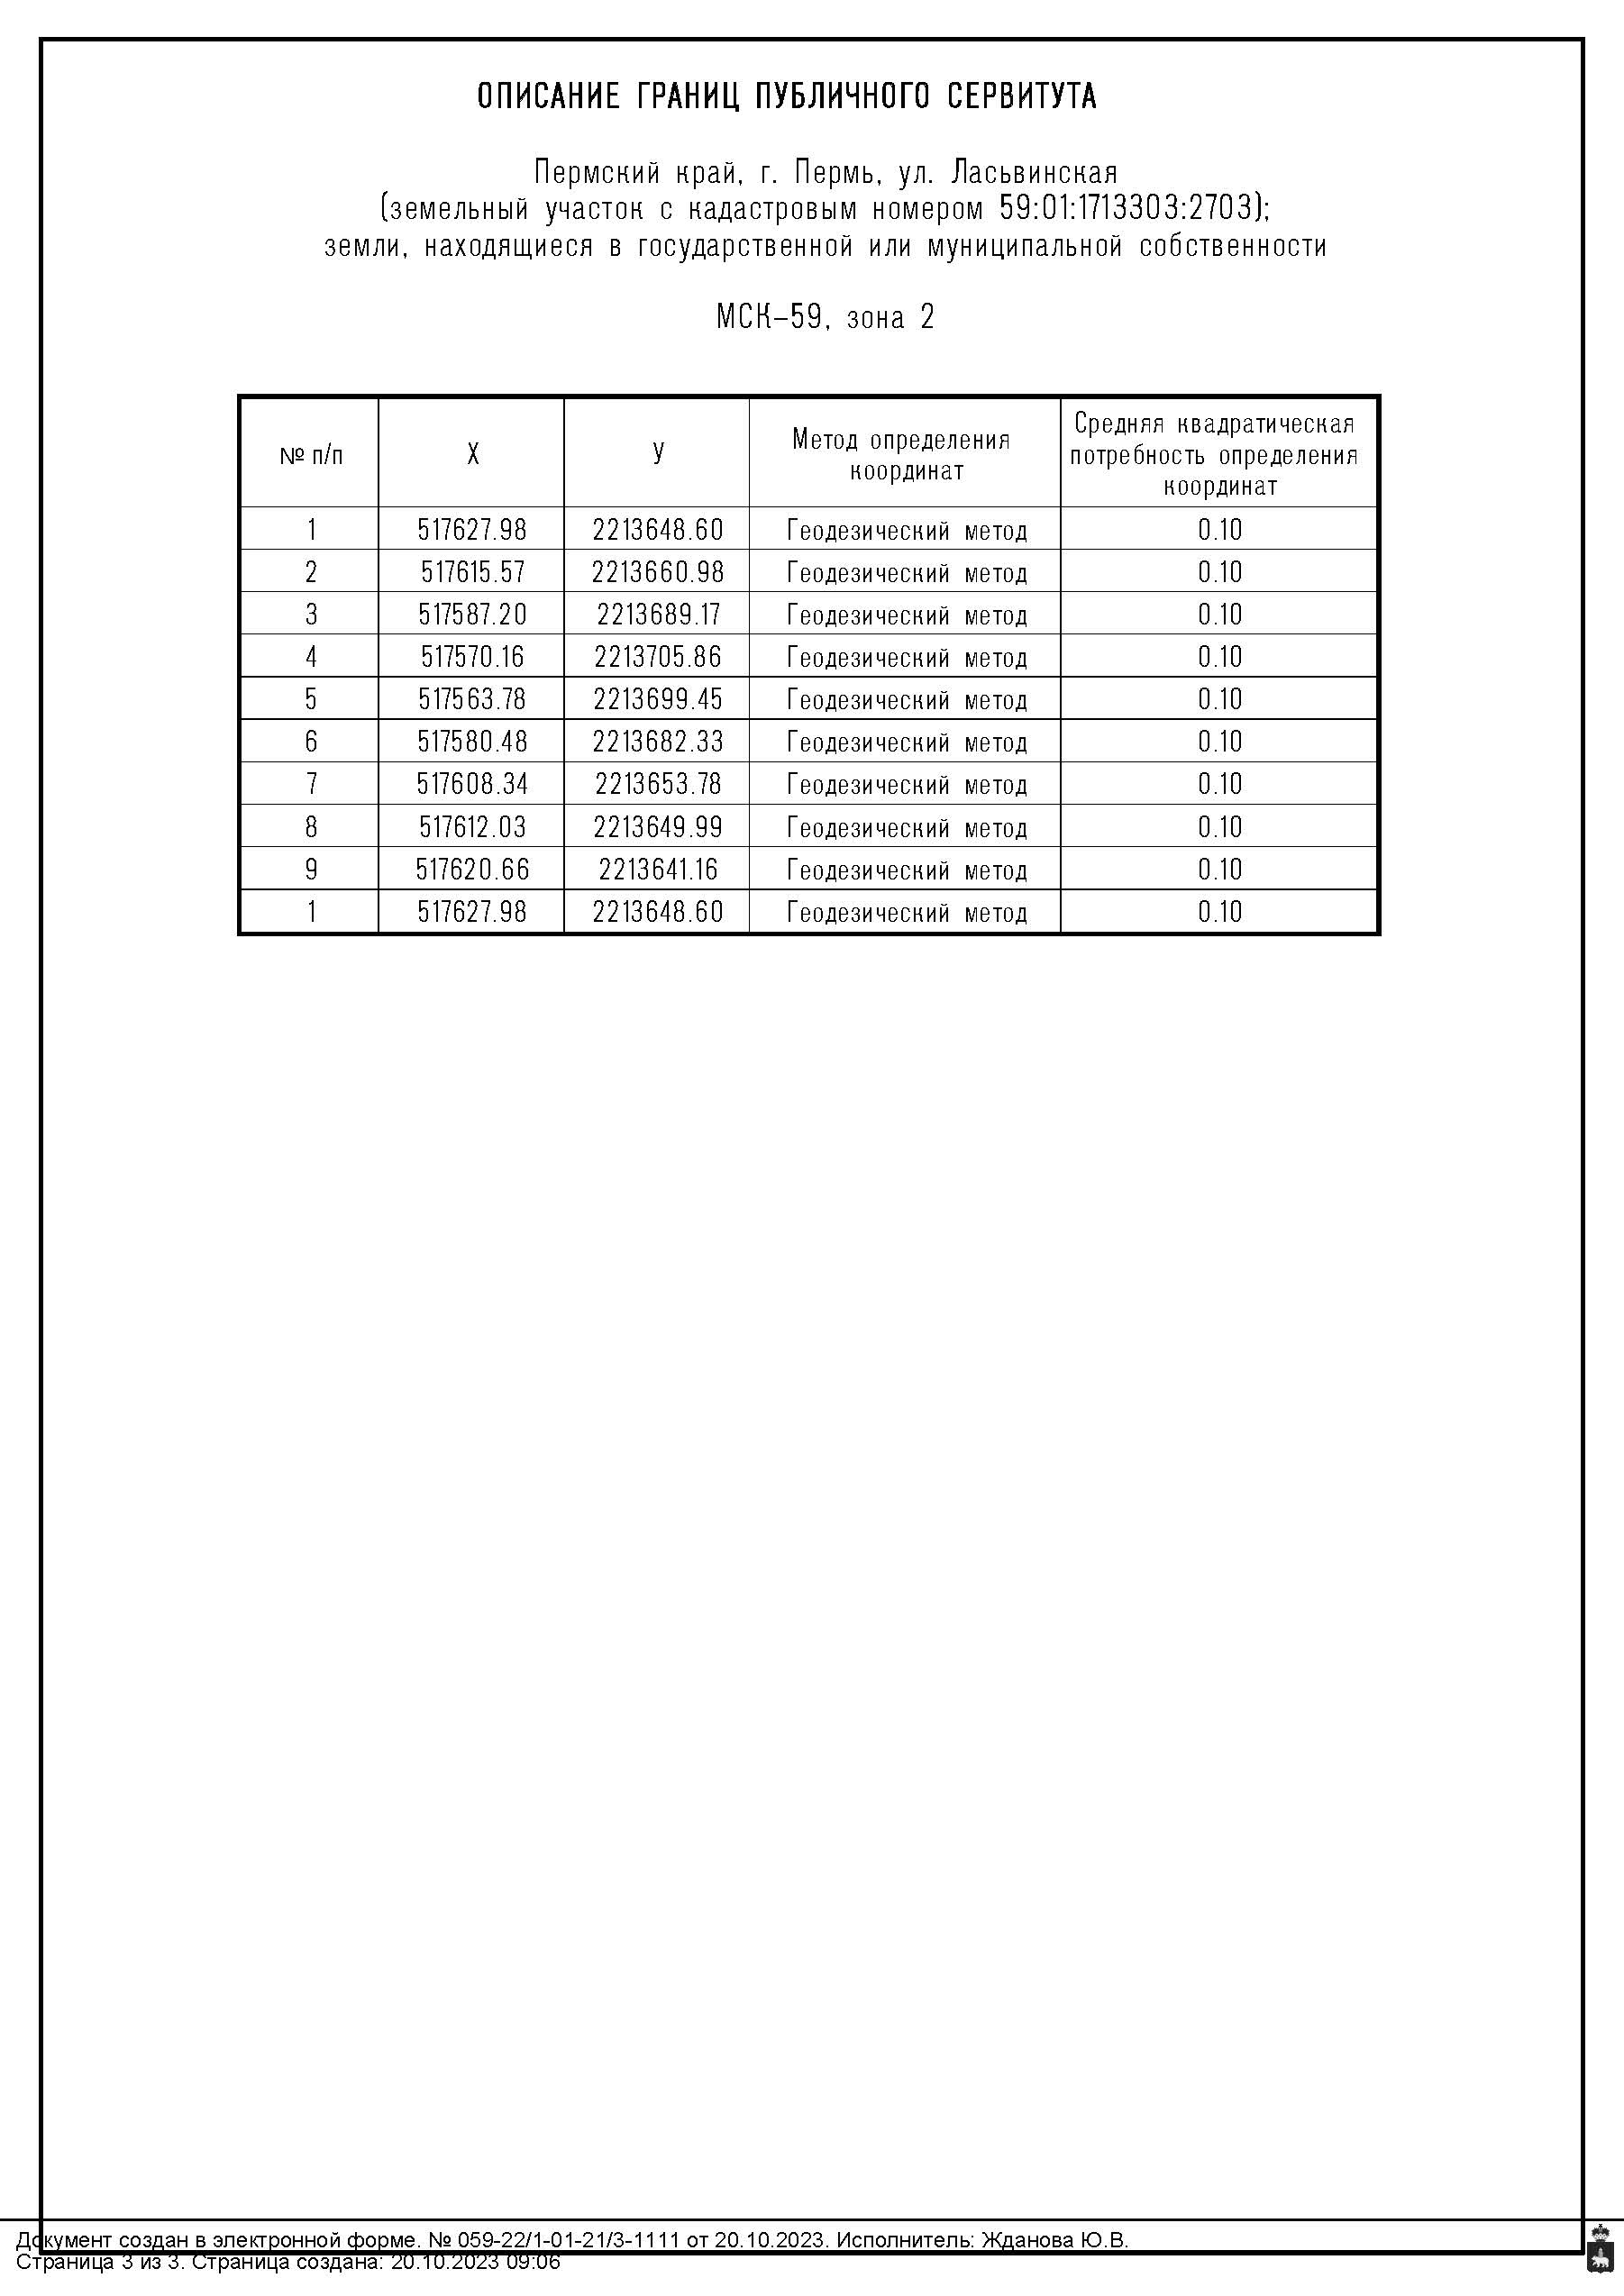 ОПИСАНИЕ ГРАНИЦ ПУБЛИЧНОГО СЕРВИТУТА
Пермский край, г. Пермь, ул. Ласьвинская
(земельный участок с кадастровым номером 59:01:1713303:2703);
земли, находящиеся в государственной или муниципальной собственности
МСК-59, зона 2
№ п/п X У Метод определения координат Средняя квадратическая потребность определения координат
1 517627.98 2213648.60 Геодезический метод 0.10
2 517615.57 2213660.98 Геодезический метод 0.10
3 517587.20 2213689.17 Геодезический метод 0.10
4 517570.16 2213705.86 Геодезический метод 0.10
5 517563.78 2213699.45 Геодезический метод 0.10
6 517580.48 2213682.33 Геодезический метод 0.10
7 517608.34 2213653.78 Геодезический метод 0.10
8 517612.03 2213649.99 Геодезический метод 0.10
9 517620.66 2213641.16 Геодезический метод 0.10
1 517627.98 2213648.60 Геодезический метод 0.10
Документ создан в электронной форме. № 059-22/1-01-21/3-1111 от 20.10.2023. Исполнитель: Жданова Ю.В.
Страница 3 из 3. Страница создана: 20.10.2023 09:06